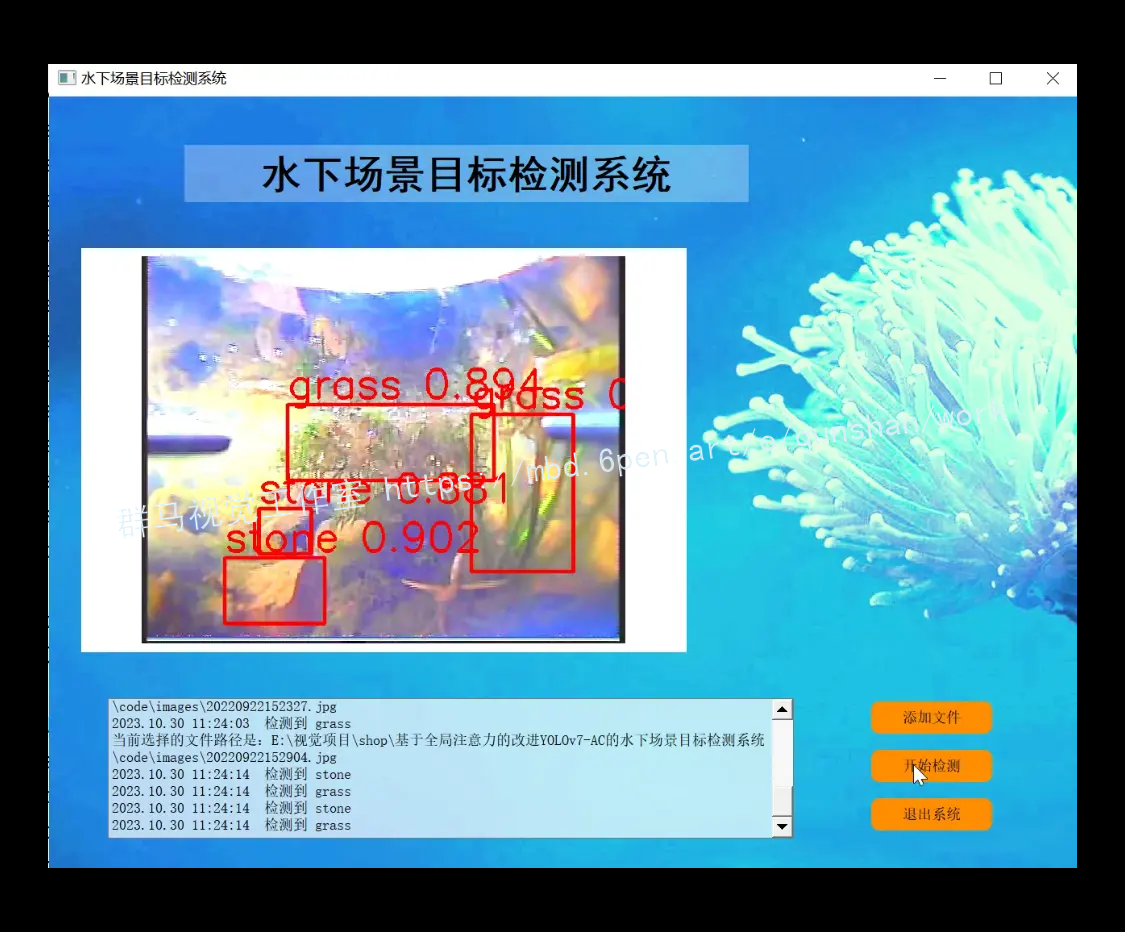 水下场景目标检测系统
水下场景目标检测系统
grass 0.894
grass 0
stone 0.881
stone 0.902
群马视觉工作室 https://mbd.6pen.art/o/qunshan/work
\code\images\20220922152327.jpg
2023.10.30 11:24:03 检测到 grass
当前选择的文件路径是：E:\视觉项目\shop\基于全局注意力的改进YOLOv7-AC的水下场景目标检测系统
\code\images\20220922152904.jpg
2023.10.30 11:24:14 检测到 stone
2023.10.30 11:24:14 检测到 grass
2023.10.30 11:24:14 检测到 stone
2023.10.30 11:24:14 检测到 grass
添加文件
开始检测
退出系统